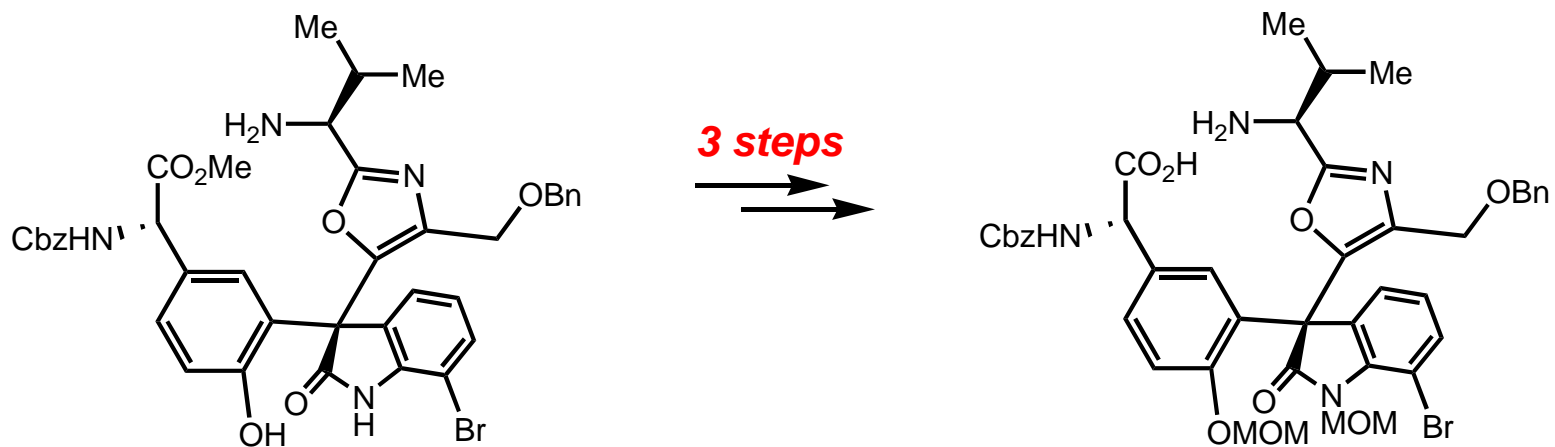 Me
Me
H2N
CO2Me
N
O
OBn
CbzHN
O
N
H
Br
OH
3 steps
Me
Me
H2N
CO2H
N
O
OBn
CbzHN
O
N
MOM
Br
OMOM